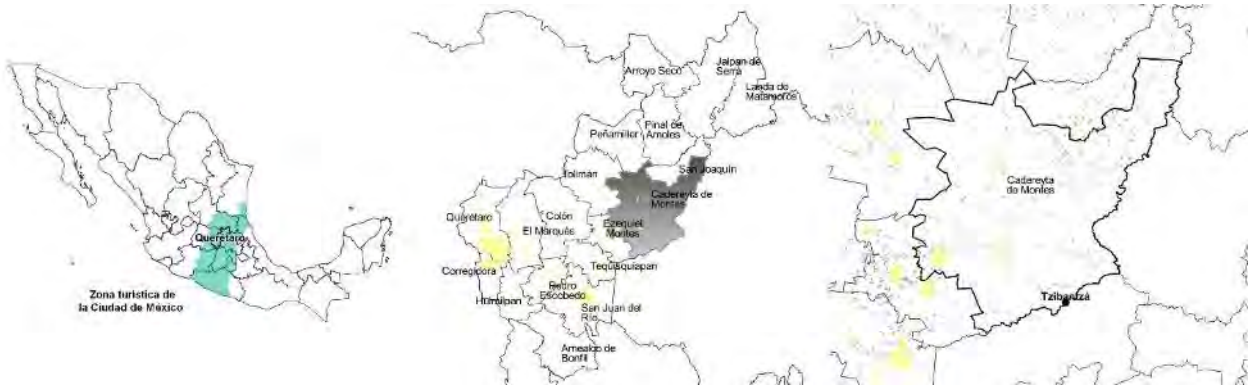 Querétaro
Zona turística de
la Ciudad de México
Arroyo Seco
Jalpan de
Serra
Landa de
Matamoros
Pinal de
Amoles
Peñamiller
San Joaquín
Tolimán
Cadereyta de
Montes
Querétaro
Colón
El Marqués
Ezequiel
Montes
Tequisquiapan
Corregidora
Huimilpan
Pedro
Escobedo
San Juan del
Río
Amealco de
Bonfil
Cadereyta
de Montes
Tzibantzá